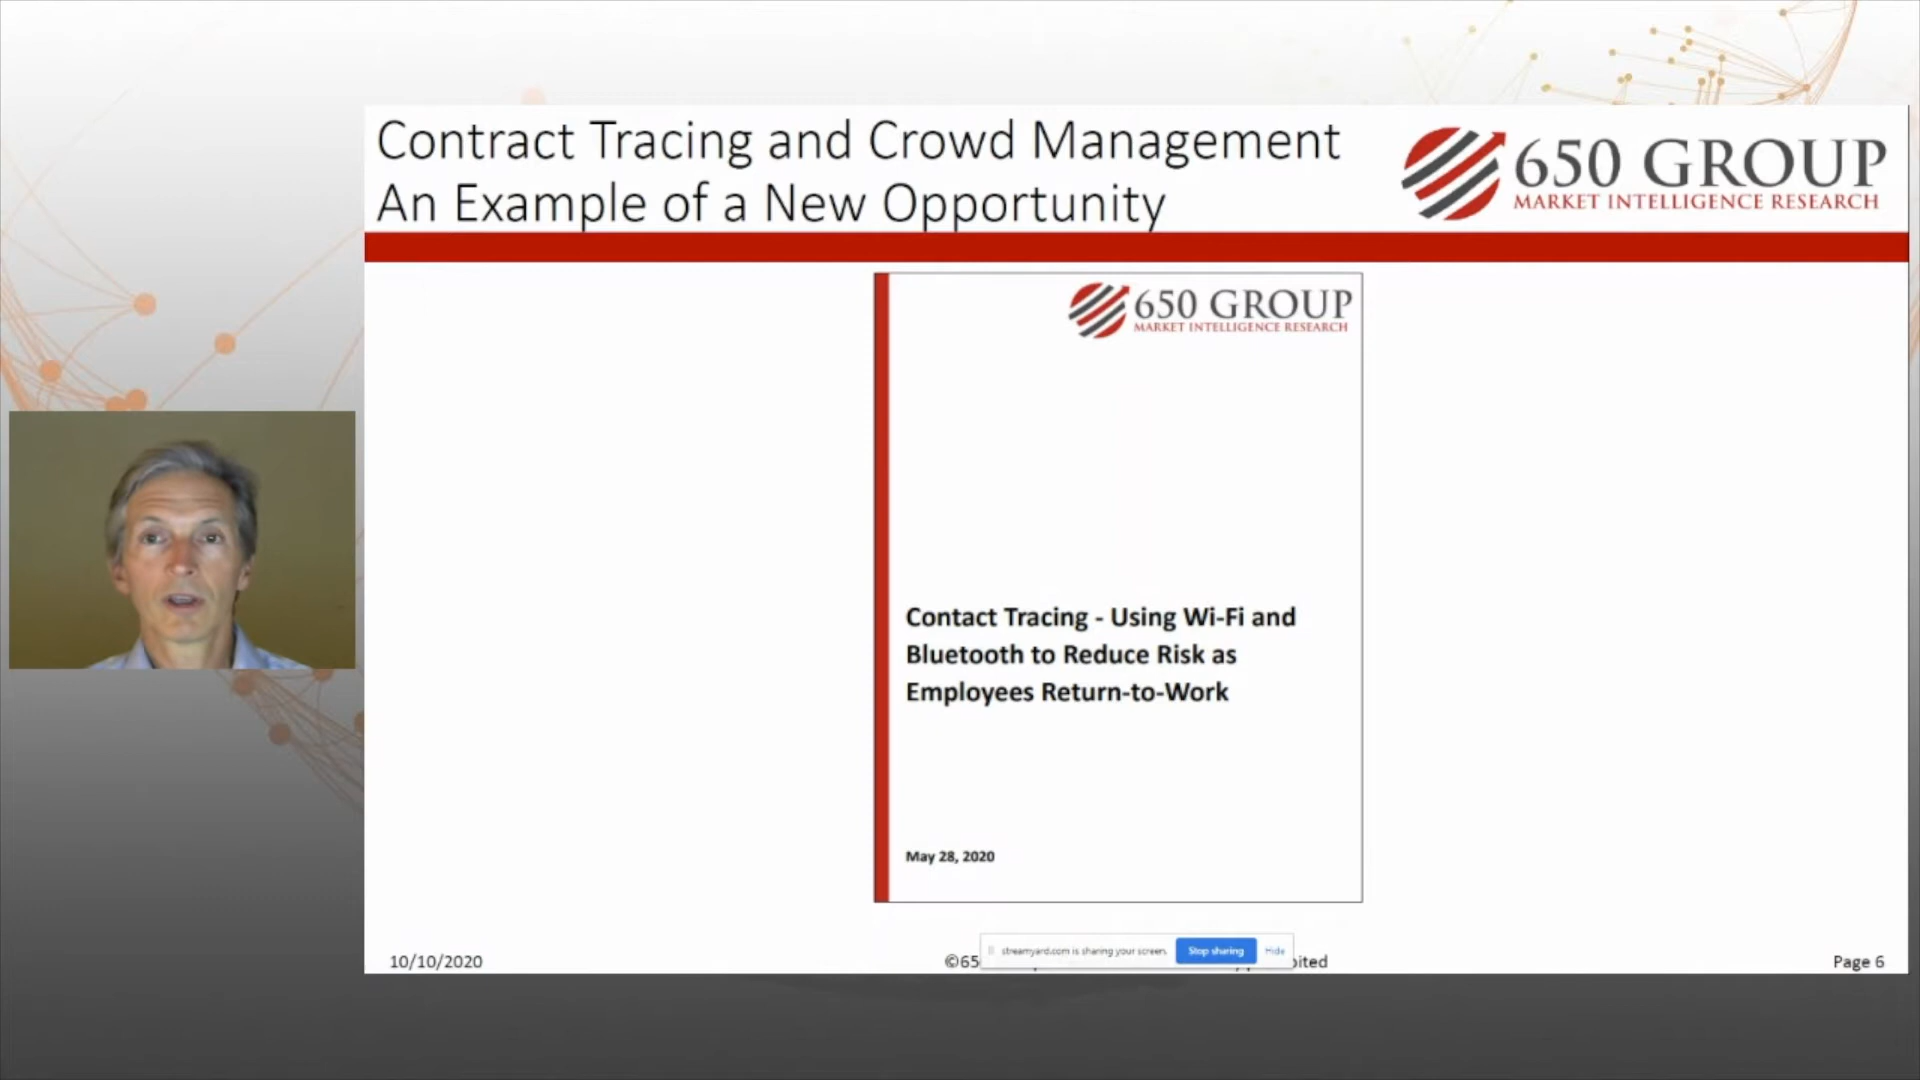 Contract Tracing and Crowd Management
An Example of a New Opportunity
650 GROUP
MARKET INTELLIGENCE RESEARCH
650 GROUP
MARKET INTELLIGENCE RESEARCH
Contact Tracing - Using Wi-Fi and
Bluetooth to Reduce Risk as
Employees Return-to-Work
May 28, 2020
streamyard.com is sharing your screen. Stop sharing Hide
10/10/2020
Page 6